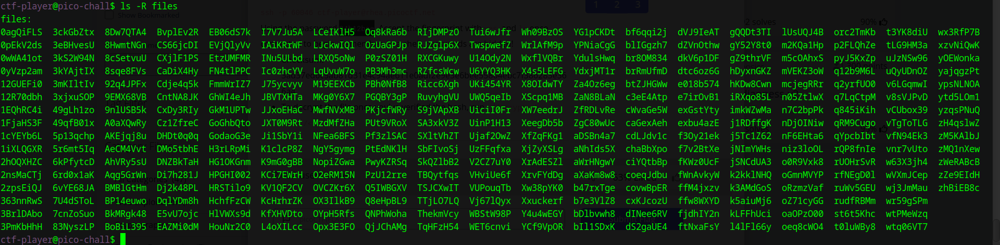 ctf-player@pico-chall$ ls -R files
files:
0agQiFLS 3ckGbZtx 8Dw7QTA4 BvplEv2R EB06dS7k I7V7Ju5A LCeIKlH5 Oq8kRa6b RIjDMPzO Tui6wJfr Wh09BzOS YG1pCKDt bf6qqi2j dVJ9IeAT gQQDt3TI lUsUQJ4B orc2TmKb t3YK8diU wx3RfP7B
0pEkV2ds 3eBHvesU 8HwmtNGn CS66jcDI EVjQlyVv IAiKRrWF LJckwIQl OzUaGPJp RJZglp6X TwspwefZ WrlAfM9p YPNiaCgG blIGgzh7 dZVnOthw gY52Y8t0 m2KQa1Hp p2FLQhZe tLG9HM3a xzvNiQwK
0wWA41ot 3kS2W94N 8cSetvuU CXjlF1PS EtzUMFMR INu5ULbd LRXQ5oNw P0zSZ01H RXCGKuwy U14Ody2N WxflVQBr YdulsHwq br8OM834 dkV6p1DF gZ9thrVF m5cOAhxS pyJ5KxZp uJzNSw96 yOEWonka
0yVzp2am 3kYAjtIX 8sqe8FVs CaDiX4Hy FN4tlPPC Ic0zhcYV LqUvuW7o PB3Mh3mc RZfcsWcw U6YYQ3HK X4s5LEFG YdxjMT1r brRmUfmD dtc6oz6G hDyxnGKZ mVEKZ3oW q12b9M6L uQyUDnOZ yajqgzPt
12GUEFi0 3mKIltIv 92q4JPFx Cdje4q5k FmmWrIZ7 J75ycvyv M19EEXCb PBh0NfB8 Ricc6Xgh UKi454YR X8OIdwTY Za4Oz6eg btZJHGWw e018b574 hKDw8Cwn mcjegRRr q2yrfUO0 v6LGqmwI ypsNLNOA
12R70dbh 3xjxuSOP 9EMX68VB CntNA8JK GhWI4eJh JBVTXHTa MKg0Y6X7 PGQBY3gP RuvyhgVU UWQ5qeIb XScpq1MB ZaN8BLaN c3eE4Atp e7irOvB1 iRXqo85L n05ZtlwX q7LqCtpM v8sVJPvD ytd5LOm1
1EQhRC4i 49gLh1zo 9nlUSB5k CxDy3RIy GkM1UPTw JJxoEHaC MWfNVxMB PKjcfWRy S9jVApXB UiciI0Fr XW7eedrJ ZfRDLvRe cWvaGe5W exGstYty imkWZwMa n7C2bpPk q845iKih vCUbox39 yzqsPNuQ
1FjaHS3F 49qfB01x A0aXQwRy Cz1ZfreC GoGhbQto JXT0M9Rt MzdMfZHa PUt9VRoX SA3xkV3Z UinP1H13 XeegDb5b ZgC80wUc caGexAeh exbu4azE j1RDffgK nDjOINiw qRM9Cugo vTgToTLG zH4qslwZ
1cYEYb6L 5p13qchp AKEjqj8u DHDt0q0q GodaoG3e Ji1SbY1i NFea6BFS Pf3zlSAC SXltVhZT Ujaf2OwZ XfZqFKg1 aDSBn4a7 cdLJdv1c f3Oy21ek j5Tc1Z62 nF6EHta6 qYpcbIbt vfN94Ek3 zM5KAlbJ
1iXLQGXR 5r6mt5Iq AeCM4Vvt DMo5tbhE H3rLRpMi K1clcP8Z NgY5gymg PtEdNKlH SbFIvoSj UzFFqfxa XjZyXSLg aNhIds5X chaBbXpo f7v2BtXe jNImYWHs niz3loOL rQP8fnIe vnr7vUto zMQ1nXew
2hOQXHZC 6kPfytcD AhVRy5sU DNZBkTaH HG1OKGnm K9mG0gBB NopiZGwa PwyKZRSq SkQZlbB2 V2CZ7uY0 XrAdESZl aWrHNgwY ciYQtbBp fKWz0UcF jSNCdUA3 o0R9Vxk8 rUOHrSvR w63X3jh4 zWeRABcB
2nsMaCTj 6rd0x1aK Aqg5GrWn Di7h281J HPGHI002 KCi7EWrH O2eRM15N PzU12rre TBQytfqs VHviUe6f XrvFYdDg aXaKm8w8 coeqJdbu fWnAvkyW k2kklNHQ oGmnMVYP rfNEgD0l wVXmJCep zZe9EIdH
2zpsEiQJ 6vYE68JA BMBlGtHm Dj2k48PL HRSTilo9 KV1QF2CV OVCZKr6X Q5IWBGXV TSJCXwIT VUPouqTb Xw38pYK0 b47rxTge covwBpER ffM4jxzv k3AMdGoS oRzmzVaf ruWv5GEU wj3JmMau zhBiEB8c
363nnRwS 7U4dSToL BP14euwo DqlYDm8h HchfFzCW KcHrhrZK OX3IlkB9 Q8eHpBL9 TTjLO7LQ Vj67lQyx Xxuckerf b7e3VlZ8 cxKJcozU ffw8WXYD k5aiuMj6 oZ71cyGG rudfRBMm wr59gSPm
3BrlDAbo 7cnZoSuo BkMRgk48 E5vU7ojc HlVWXs9d KfXHVDto OYpH5Rfs QNPhWoha ThekmVcy WBStW98P Y4u4wEGY bDlbvwh8 dINee6RV fjdhIY2n kLFFhUci oaOPzO00 st6t5Khc wtPMeWzq
3PmKbHhH 83NyszLP BoBiL395 EAZMi0dM HouNr2C0 L4oXILcc Opx3E3FO QjJChAMg TqHFzH54 WET6cnvi YCf9VpOR bIl1SDxK dS2gaUE4 ftNxaFsY l4lFl66y oeq8cWO4 t0luWBy8 wtq06VT7
ctf-player@pico-chall$